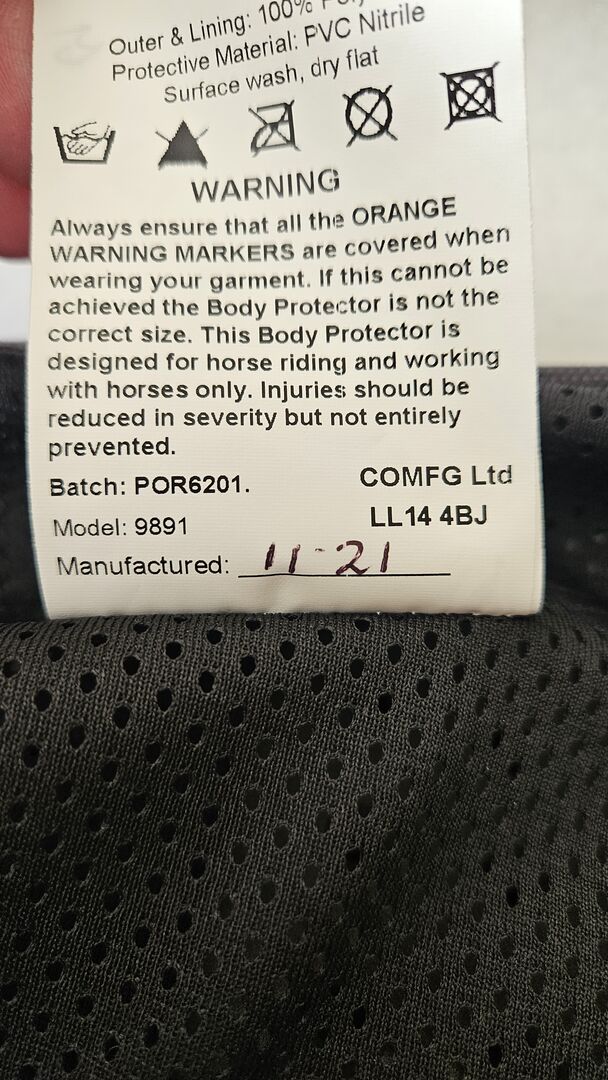 Outer & Lining: 100%
Protective Material: PVC Nitrile
Surface wash, dry flat
WARNING
Always ensure that all the ORANGE
WARNING MARKERS are covered when
wearing your garment. If this cannot be
achieved the Body Protector is not the
correct size. This Body Protector is
designed for horse riding and working
with horses only. Injuries should be
reduced in severity but not entirely
prevented.
Batch: POR6201.
COMFG Ltd
Model: 9891
LL14 4BJ
Manufactured: 11-21